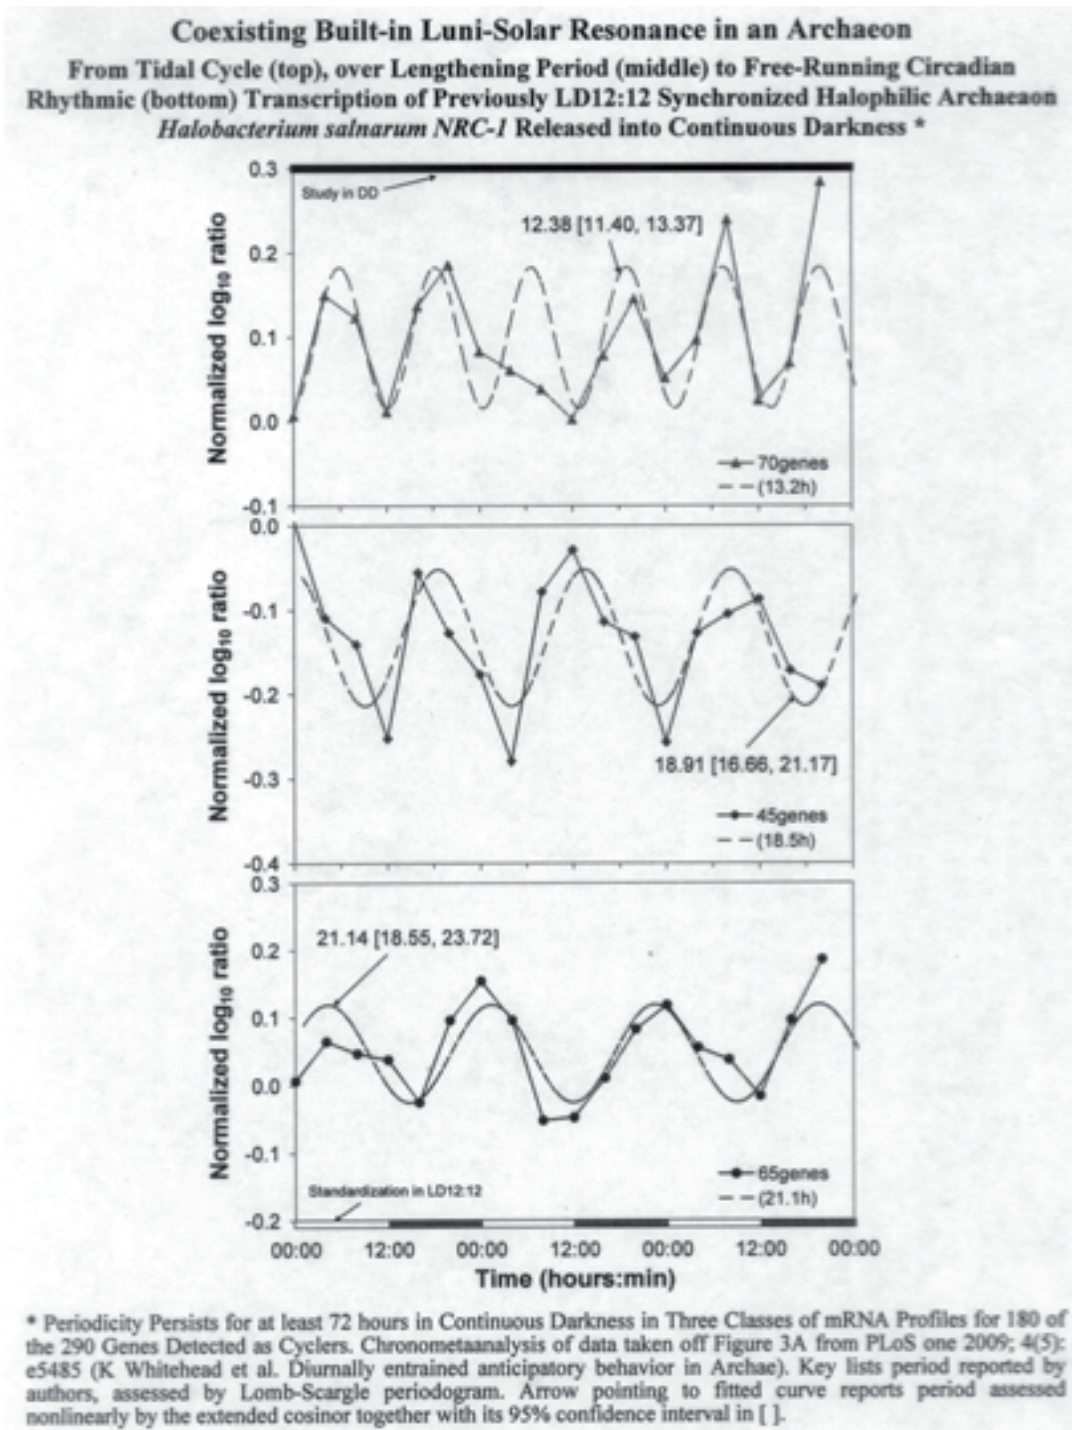 Coexisting Built-in Luni-Solar Resonance in an Archaeon
From Tidal Cycle (top), over Lengthening Period (middle) to Free-Running Circadian
Rhythmic (bottom) Transcription of Previously LD12:12 Synchronized Halophilic Archaeaon
Halobacterium salnarum NRC-1 Released into Continuous Darkness *
0.3
Study in DD
12.38 [11.40, 13.37]
0.2
0.1
0.0
-0.1
Normalized log10 ratio
70genes
(13.2h)
0.0
-0.1
-0.2
-0.3
-0.4
Normalized log10 ratio
18.91 [16.66, 21.17]
45genes
(18.5h)
0.3
0.2
0.1
0.0
-0.1
-0.2
Normalized log10 ratio
21.14 [18.55, 23.72]
65genes
(21.1h)
Standardization in LD12:12
00:00 12:00 00:00 12:00 00:00 12:00 00:00
Time (hours:min)
* Periodicity Persists for at least 72 hours in Continuous Darkness in Three Classes of mRNA Profiles for 180 of
the 290 Genes Detected as Cyclers. Chronometaanalysis of data taken off Figure 3A from PLoS one 2009; 4(5):
e5485 (K Whitehead et al. Diurnally entrained anticipatory behavior in Archae). Key lists period reported by
authors, assessed by Lomb-Scargle periodogram. Arrow pointing to fitted curve reports period assessed
nonlinearly by the extended cosinor together with its 95% confidence interval in [ ].